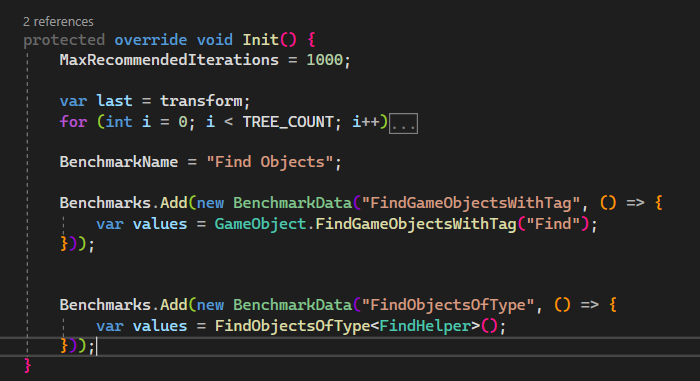 2 references
protected override void Init() {
MaxRecommendedIterations = 1000;
var last = transform;
for (int i = 0; i < TREE_COUNT; i++)...
BenchmarkName = "Find Objects";
Benchmarks.Add(new BenchmarkData("FindGameObjectsWithTag", () => {
var values = GameObject.FindGameObjectsWithTag("Find");
}));
Benchmarks.Add(new BenchmarkData("FindObjectsOfType", () => {
var values = FindObjectsOfType<FindHelper>();
}));
}